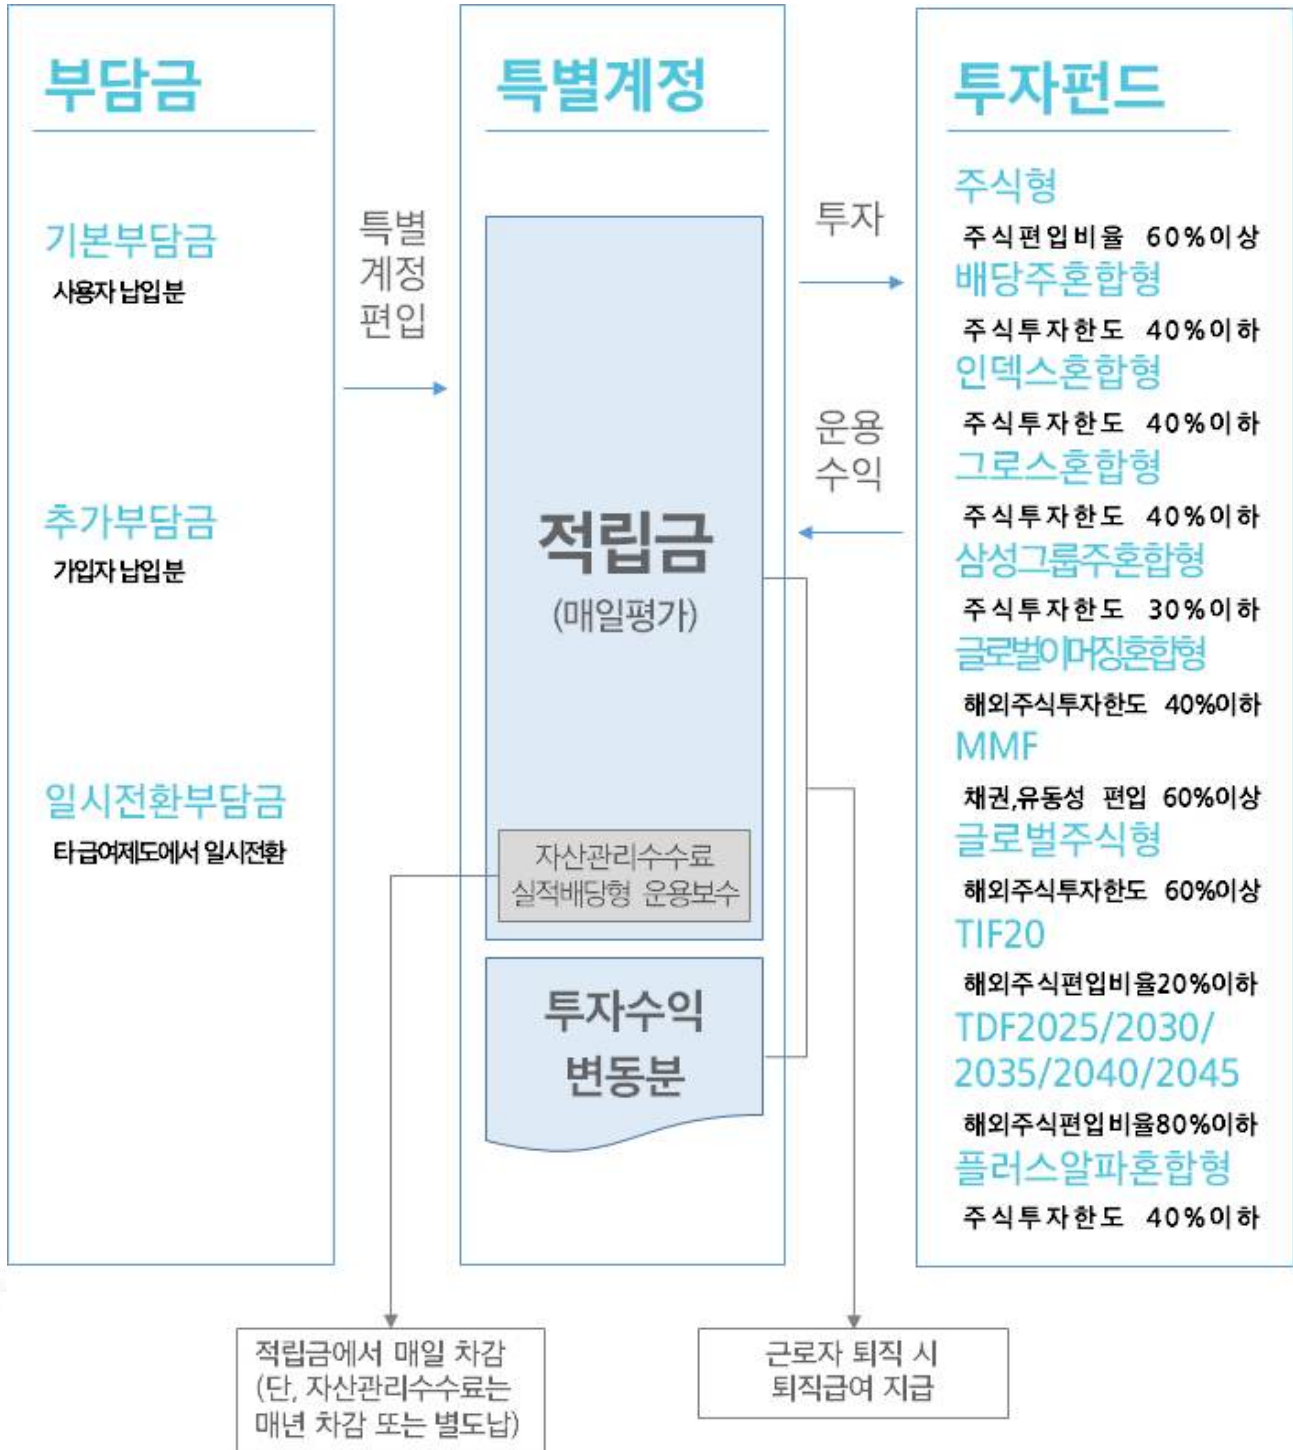 부담금
기본부담금
사용자 납입분
추가부담금
가입자 납입분
일시전환부담금
타 급여제도에서 일시전환
특별
계정
편입
특별계정
적립금
(매일평가)
자산관리수수료
실적배당형 운용보수
투자수익
변동분
투자
운용
수익
투자펀드
주식형
주식편입비율 60%이상
배당주혼합형
주식투자한도 40%이하
인덱스혼합형
주식투자한도 40%이하
그로스혼합형
주식투자한도 40%이하
삼성그룹주혼합형
주식투자한도 30%이하
글로벌이머징혼합형
해외주식투자한도 40%이하
MMF
채권,유동성 편입 60%이상
글로벌주식형
해외주식투자한도 60%이상
TIF20
해외주식편입비율20%이하
TDF2025/2030/
2035/2040/2045
해외주식편입비율80%이하
플러스알파혼합형
주식투자한도 40%이하
적립금에서 매일 차감
(단, 자산관리수수료는
매년 차감 또는 별도납)
근로자 퇴직 시
퇴직급여 지급